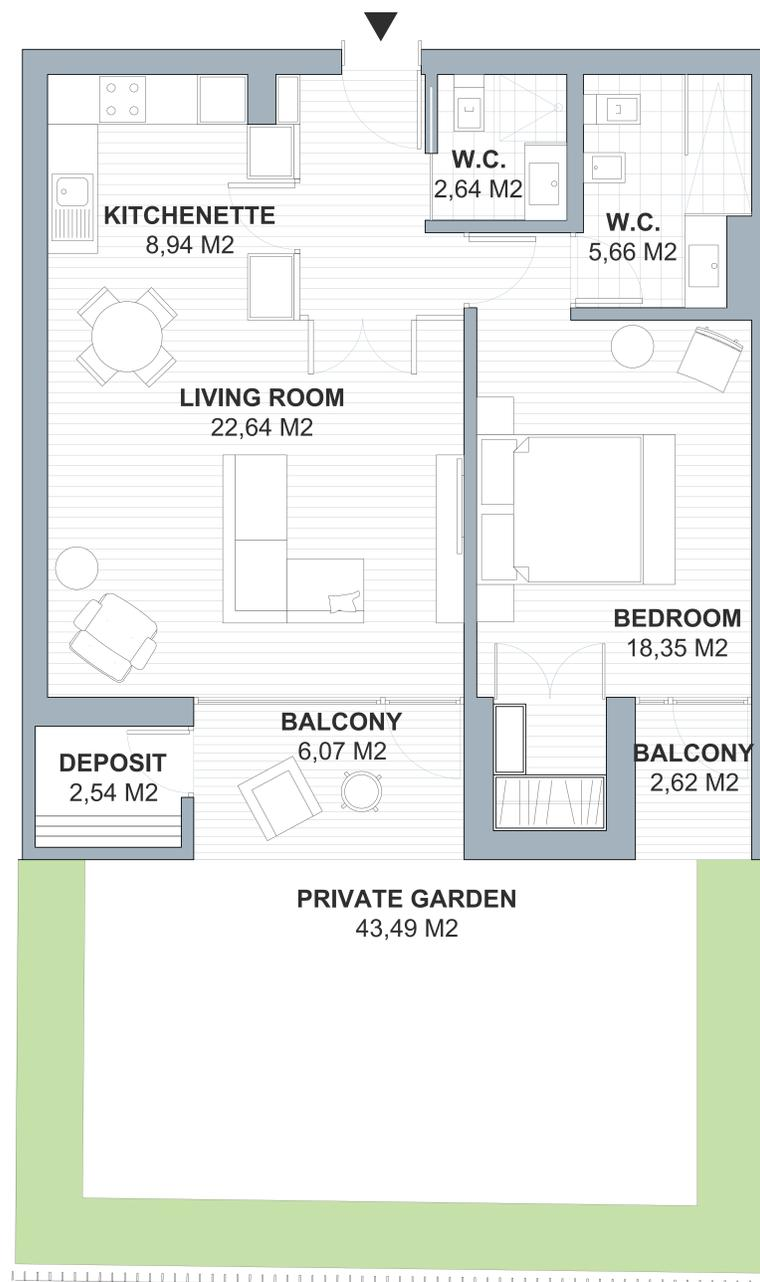 W.C.
2,64 M2
KITCHENETTE
8,94 M2
W.C.
5,66 M2
LIVING ROOM
22,64 M2
BEDROOM
18,35 M2
BALCONY
6,07 M2
DEPOSIT
2,54 M2
BALCONY
2,62 M2
PRIVATE GARDEN
43,49 M2